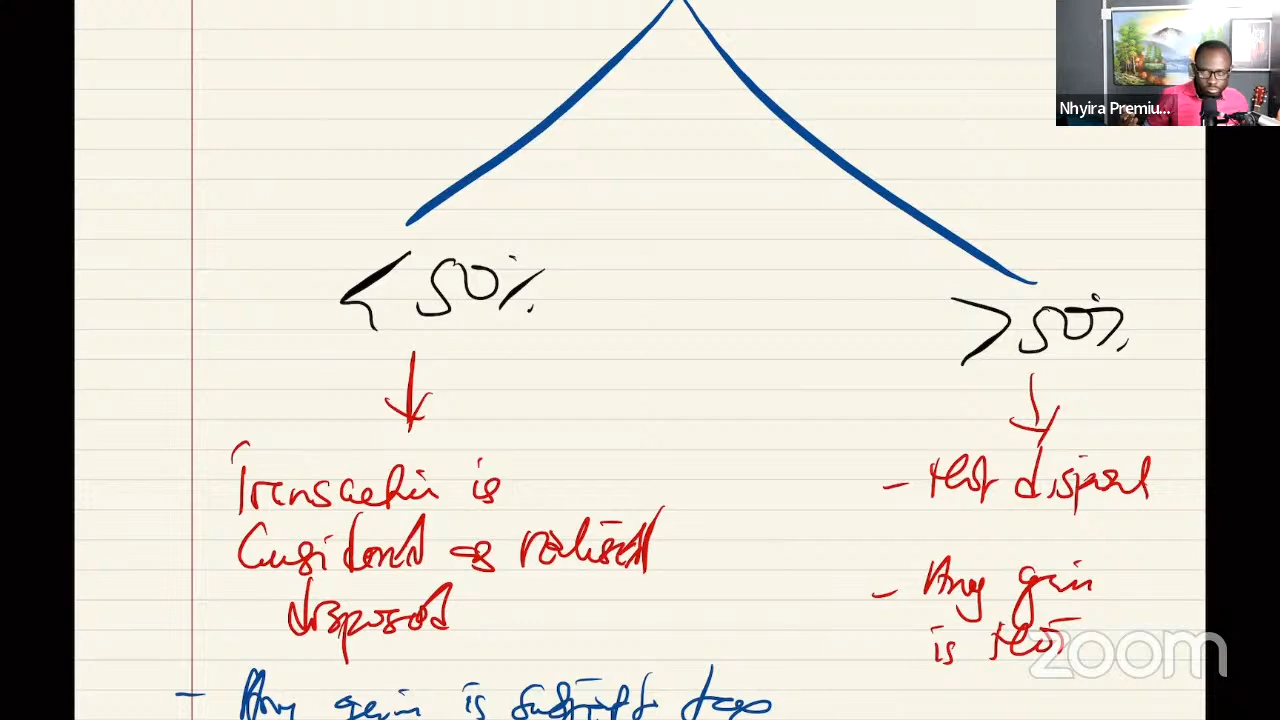 Nhyira Premiu...
< 50%
> 50%
Transaction is
Considered as realised
disposed
- Not disposed
- Any gain
is not
zoom
- Any gain is subject to tax